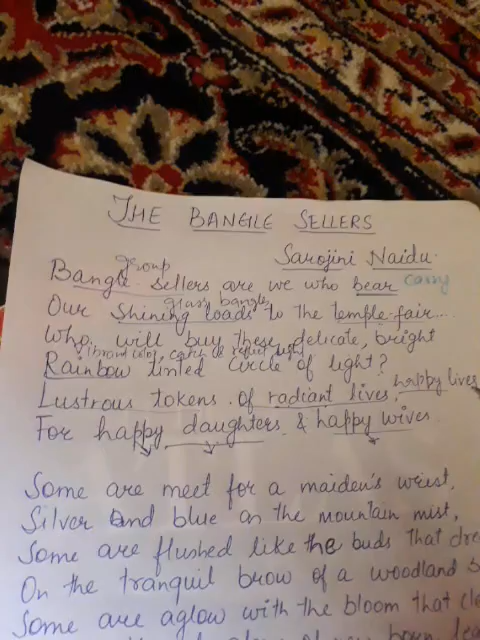 THE BANGLE SELLERS
Sarojini Naidu.
group
Bangle sellers are we who bear carry
glass bangles
Our Shining loads to the temple fair....
Who will buy these delicate, bright
light
Rainbow tinted circle of light?
happy lives
Lustrous tokens of radiant lives,
For happy daughters & happy wives.
Some are meet for a maiden's wrist,
Silver and blue as the mountain mist,
Some are flushed like the buds that dre
On the tranquil brow of a woodland s
Some are aglow with the bloom that cle